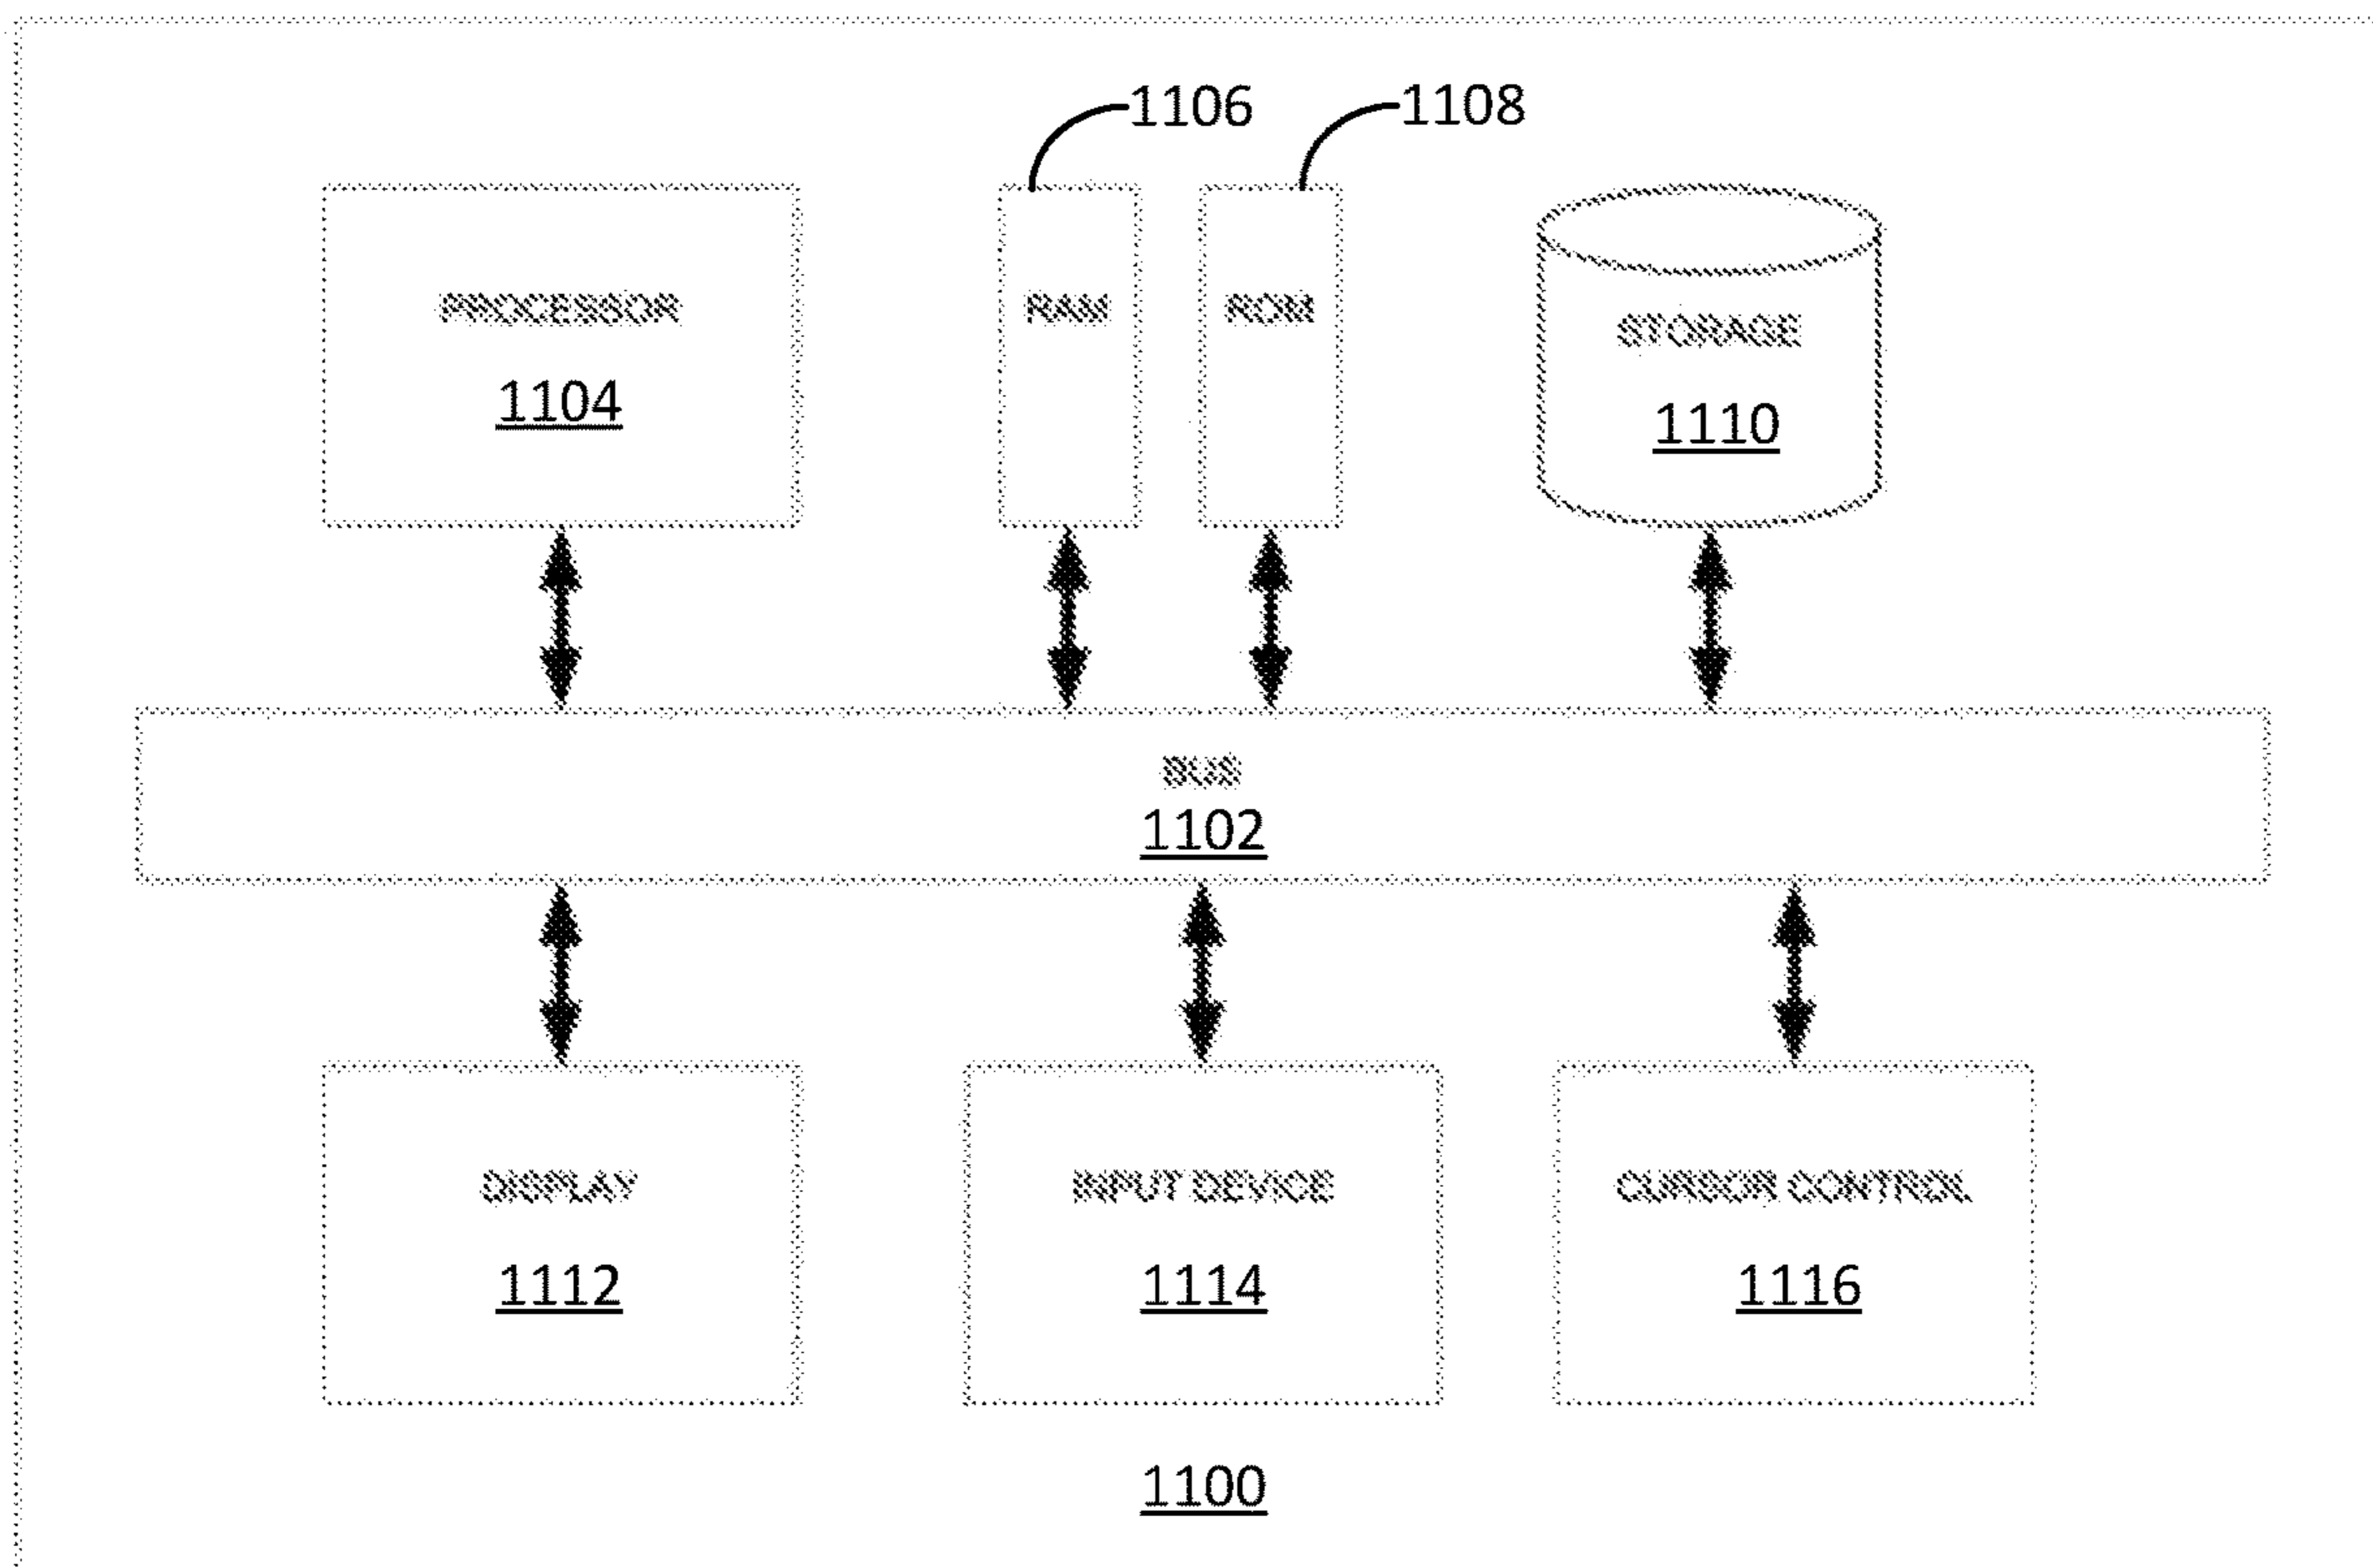 1106
1108
PROCESSOR
1104
RAM
ROM
STORAGE
1110
BUS
1102
DISPLAY
1112
INPUT DEVICE
1114
CURSOR CONTROL
1116
1100